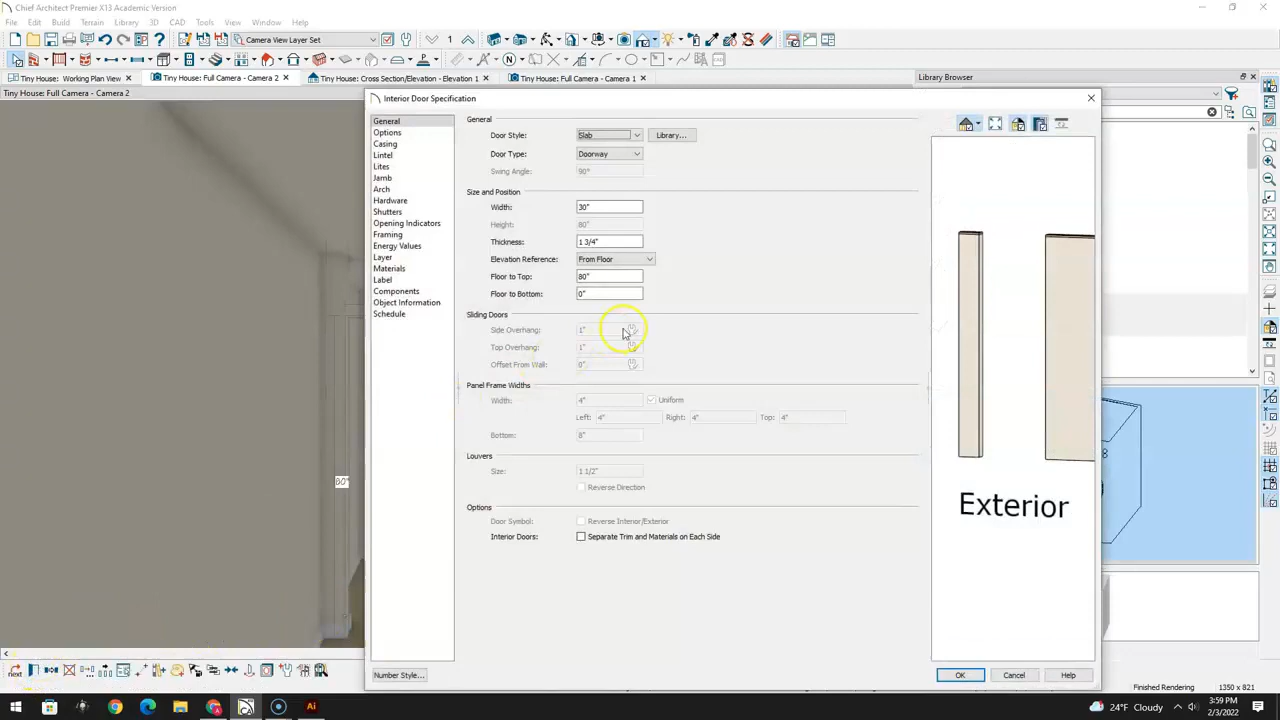 Chief Architect Premier X13 Academic Version
File Edit Build Terrain Library 3D CAD Tools View Window Help
Camera View Layer Set
Tiny House: Working Plan View
Tiny House: Full Camera - Camera 2
Tiny House: Cross Section/Elevation - Elevation 1
Tiny House: Full Camera - Camera 1
Library Browser
Tiny House: Full Camera - Camera 2
Interior Door Specification
General
Options
Casing
Lintel
Lites
Jamb
Arch
Hardware
Shutters
Opening Indicators
Framing
Energy Values
Layer
Materials
Label
Components
Object Information
Schedule
General
Door Style: Slab Library...
Door Type: Doorway
Swing Angle: 90°
Size and Position
Width: 30"
Height: 80"
Thickness: 1 3/4"
Elevation Reference: From Floor
Floor to Top: 80"
Floor to Bottom: 0"
Sliding Doors
Side Overhang: 1"
Top Overhang: 1"
Offset From Wall: 0"
Panel Frame Widths
Width: 4" Uniform
Left: 4" Right: 4" Top: 4"
Bottom: 8"
Louvers
Size: 1 1/2"
Reverse Direction
Options
Door Symbol: Reverse Interior/Exterior
Interior Doors: Separate Trim and Materials on Each Side
Exterior
80"
Number Style...
OK Cancel Help
Finished Rendering 1350 x 821
24°F Cloudy
3:59 PM
2/3/2022